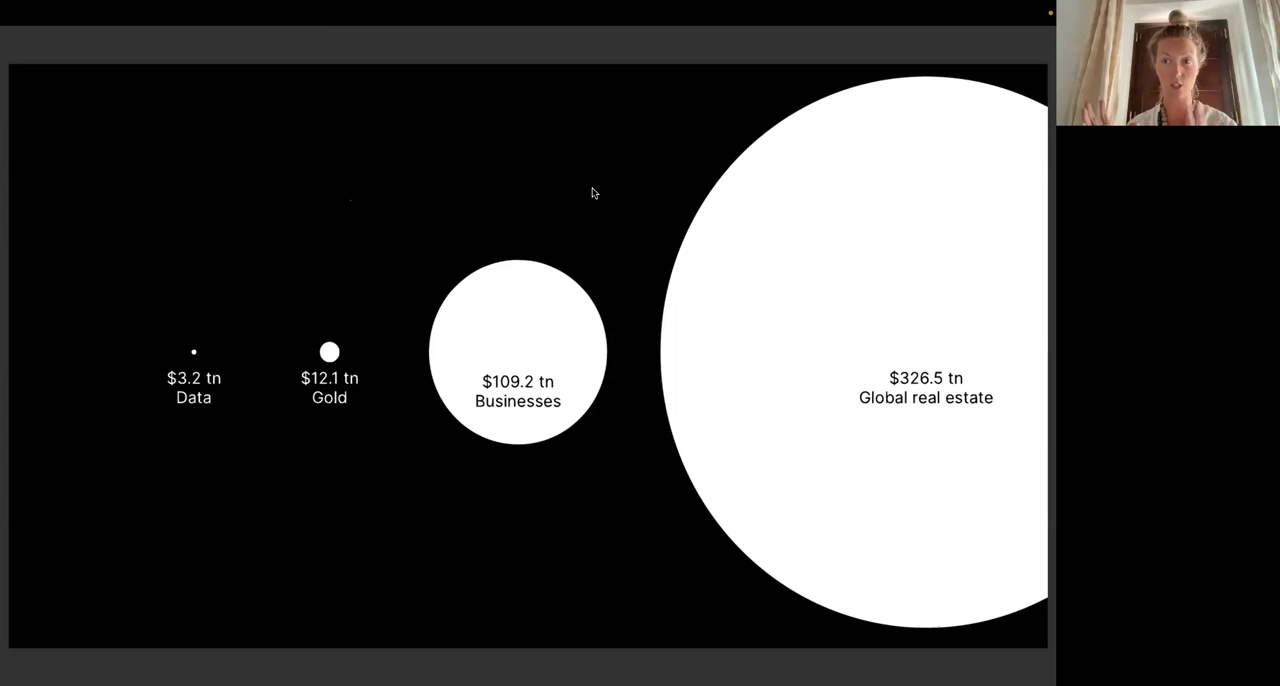 $3.2 tn
Data
$12.1 tn
Gold
$109.2 tn
Businesses
$326.5 tn
Global real estate